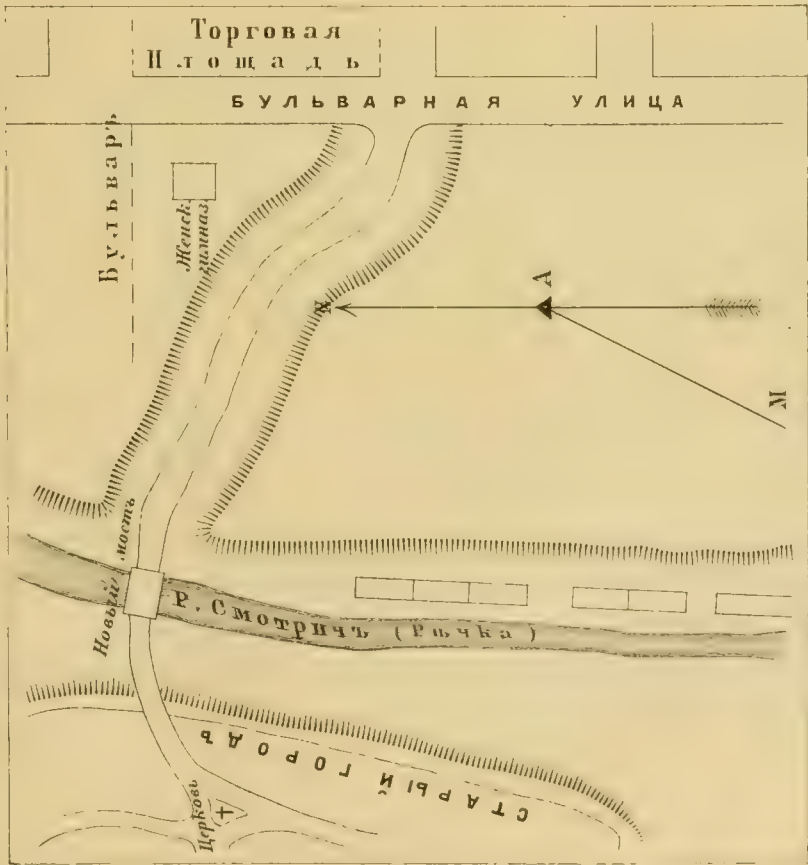 Торговая
Площадь
БУЛЬВАРНАЯ УЛИЦА
Бульваръ
Женск.
гимназ.
N
А
М
Новый мостъ
Р. Смотричъ (Рѣчка)
СТАРЫЙ ГОРОДЪ
Церковь